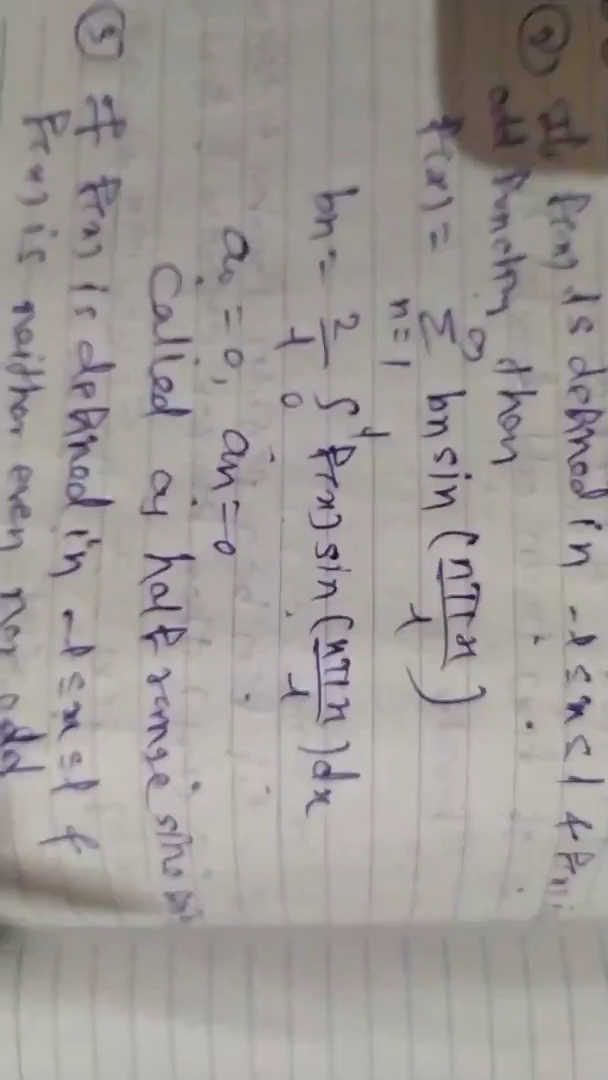 ② If f(x) is defined in -l ≤ x ≤ l & f(x)
odd function then
f(x) = ∑_{n=1}^{∞} bn sin (nπx/l)
bn = 2/l ∫_0^l f(x) sin (nπx/l) dx
a₀ = 0, an = 0
called as half range sine
③ If f(x) is defined in -l ≤ x ≤ l &
f(x) is neither even nor odd